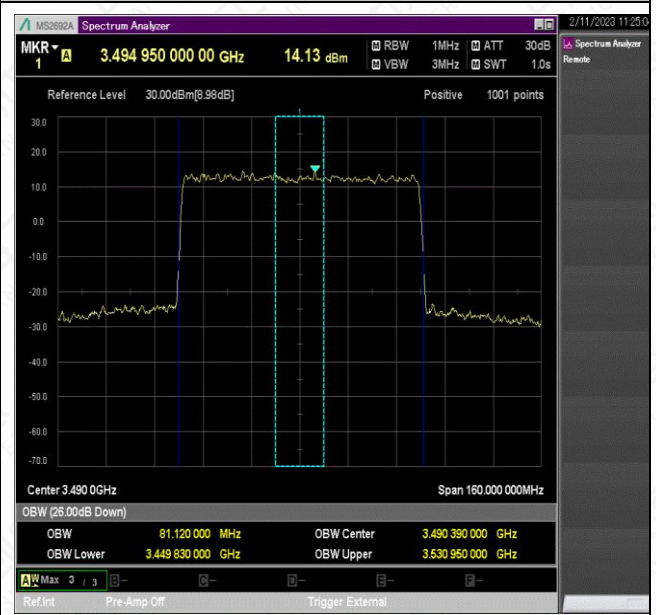 MS2692A Spectrum Analyzer
2/11/2023 11:25:0
MKR A 3.494 950 000 00 GHz 14.13 dBm M RBW 1MHz M ATT 30dB
1 M VBW 3MHz M SWT 1.0s
Spectrum Analyzer
Remote
Reference Level 30.00dBm[8.98dB] Positive 1001 points
1
30.0
20.0
10.0
0.0
-10.0
-20.0
-30.0
-40.0
-50.0
-60.0
-70.0
Center 3.490 0GHz Span 160.000 000MHz
OBW (26.00dB Down)
OBW 81.120 000 MHz OBW Center 3.490 390 000 GHz
OBW Lower 3.449 830 000 GHz OBW Upper 3.530 950 000 GHz
A W Max 3 / 3 B- C- D- E- F-
Ref.Int Pre-Amp Off Trigger External